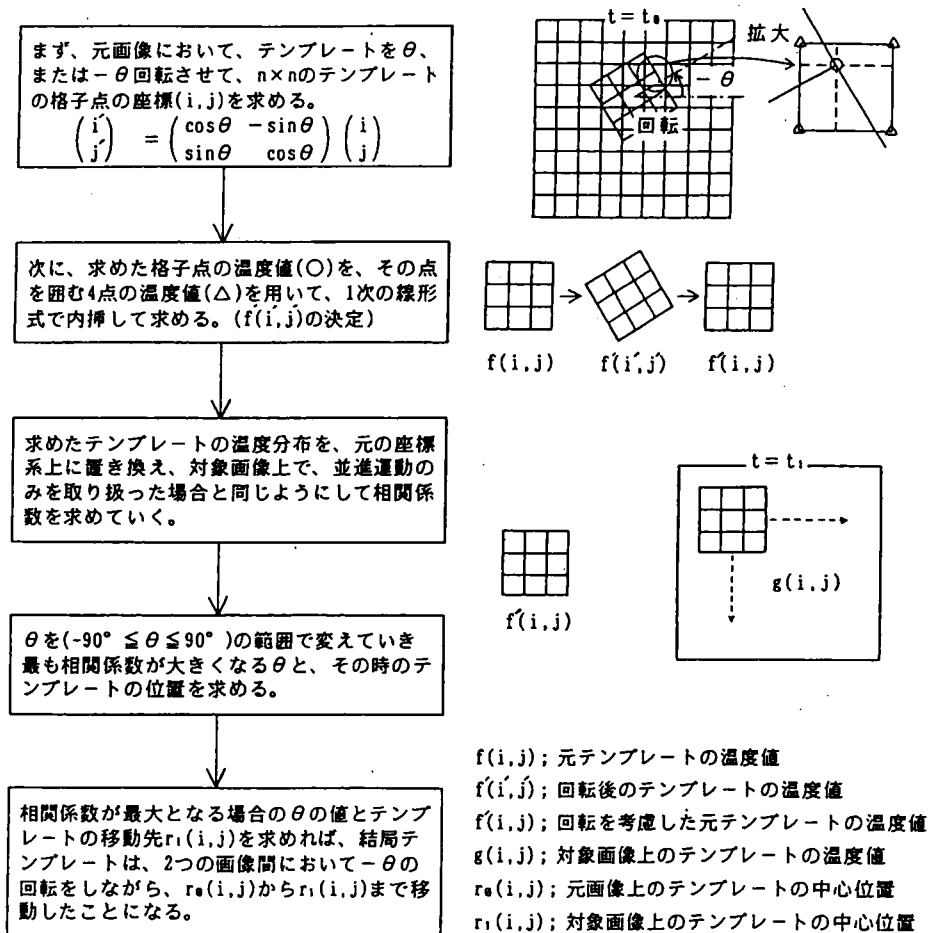 まず、元画像において、テンプレートをθ、
または－θ回転させて、n×nのテンプレート
の格子点の座標(i,j)を求める。
(i´ j´) = (cosθ －sinθ sinθ cosθ) (i j)
次に、求めた格子点の温度値(○)を、その点
を囲む4点の温度値(△)を用いて、1次の線形
式で内挿して求める。(f´(i´,j´)の決定)
求めたテンプレートの温度分布を、元の座標
系上に置き換え、対象画像上で、並進運動の
みを取り扱った場合と同じようにして相関係
数を求めていく。
θを(-90°≦θ≦90°)の範囲で変えていき
最も相関係数が大きくなるθと、その時のテ
ンプレートの位置を求める。
相関係数が最大となる場合のθの値とテンプ
レートの移動先r₁(i,j)を求めれば、結局テ
ンプレートは、2つの画像間において－θの
回転をしながら、r₀(i,j)からr₁(i,j)まで移
動したことになる。
t=t₀
拡大
－θ
回転
f(i,j)
f´(i´,j´)
f´(i,j)
t=t₁
g(i,j)
f´(i,j)
f(i,j); 元テンプレートの温度値
f´(i´,j´); 回転後のテンプレートの温度値
f´(i,j); 回転を考慮した元テンプレートの温度値
g(i,j); 対象画像上のテンプレートの温度値
r₀(i,j); 元画像上のテンプレートの中心位置
r₁(i,j); 対象画像上のテンプレートの中心位置